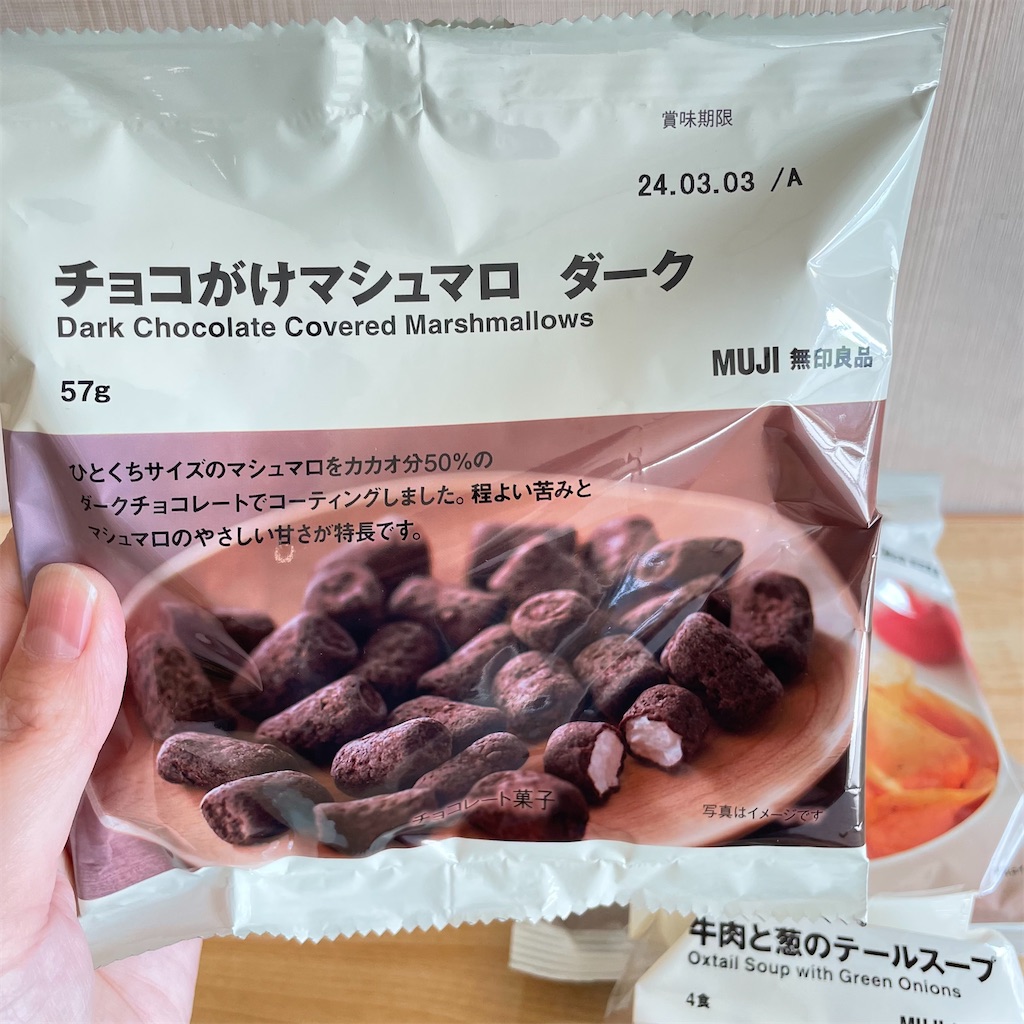 賞味期限
24.03.03 /A
チョコがけマシュマロ ダーク
Dark Chocolate Covered Marshmallows
MUJI 無印良品
57g
ひとくちサイズのマシュマロをカカオ分50%の
ダークチョコレートでコーティングしました。程よい苦みと
マシュマロのやさしい甘さが特長です。
チョコレート菓子
写真はイメージです
牛肉と葱のテールスープ
Oxtail Soup with Green Onions
4食
MUJI